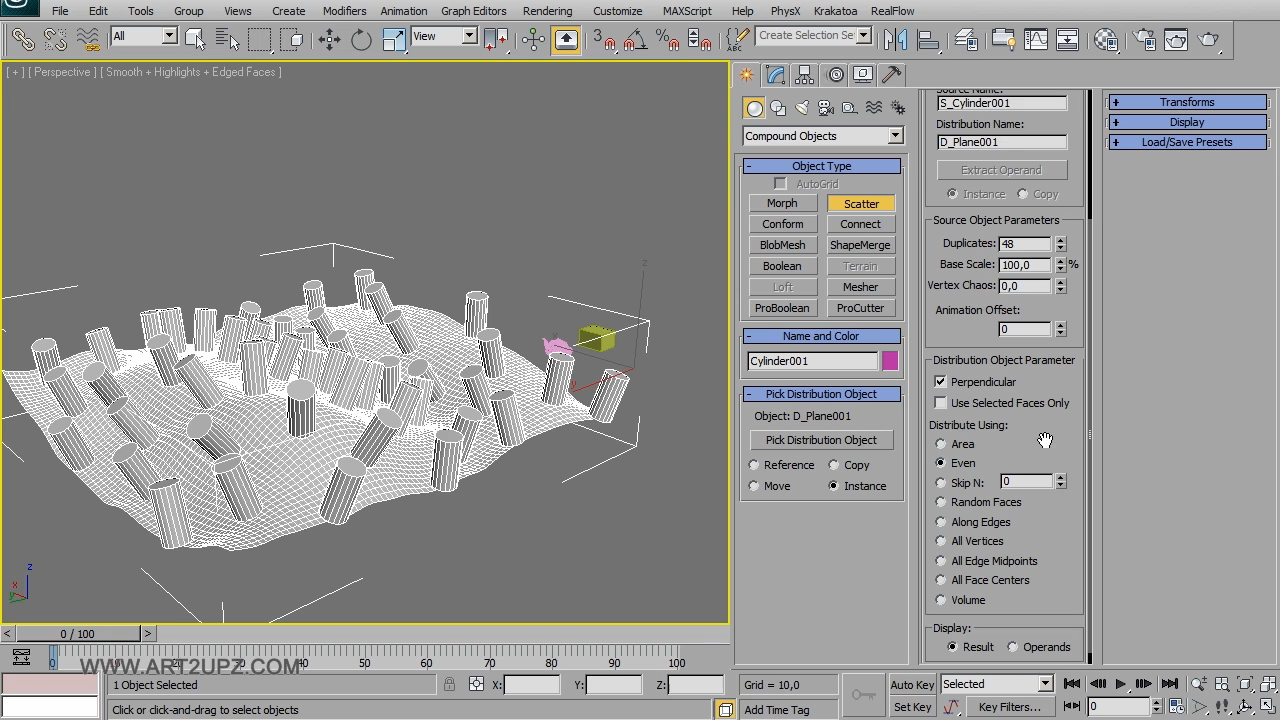 File Edit Tools Group Views Create Modifiers Animation Graph Editors Rendering Customize MAXScript Help PhysX Krakatoa RealFlow
All View 3 Create Selection Se
[ + ] [ Perspective ] [ Smooth + Highlights + Edged Faces ]
Compound Objects
- Object Type
AutoGrid
Morph Scatter
Conform Connect
BlobMesh ShapeMerge
Boolean Terrain
Loft Mesher
ProBoolean ProCutter
- Name and Color
Cylinder001
- Pick Distribution Object
Object: D_Plane001
Pick Distribution Object
Reference Copy
Move Instance
Source Name:
S_Cylinder001
Distribution Name:
D_Plane001
Extract Operand
Instance Copy
Source Object Parameters
Duplicates: 48
Base Scale: 100,0 %
Vertex Chaos: 0,0
Animation Offset:
0
Distribution Object Parameter
Perpendicular
Use Selected Faces Only
Distribute Using:
Area
Even
Skip N: 0
Random Faces
Along Edges
All Vertices
All Edge Midpoints
All Face Centers
Volume
Display:
Result Operands
+ Transforms
+ Display
+ Load/Save Presets
z
z
x
y
< 0 / 100 >
0 10 20 30 40 50 60 70 80 90 100
WWW.ART2UPZ.COM
1 Object Selected X: Y: Z: Grid = 10,0 Auto Key Selected
Click or click-and-drag to select objects Add Time Tag Set Key Key Filters... 0